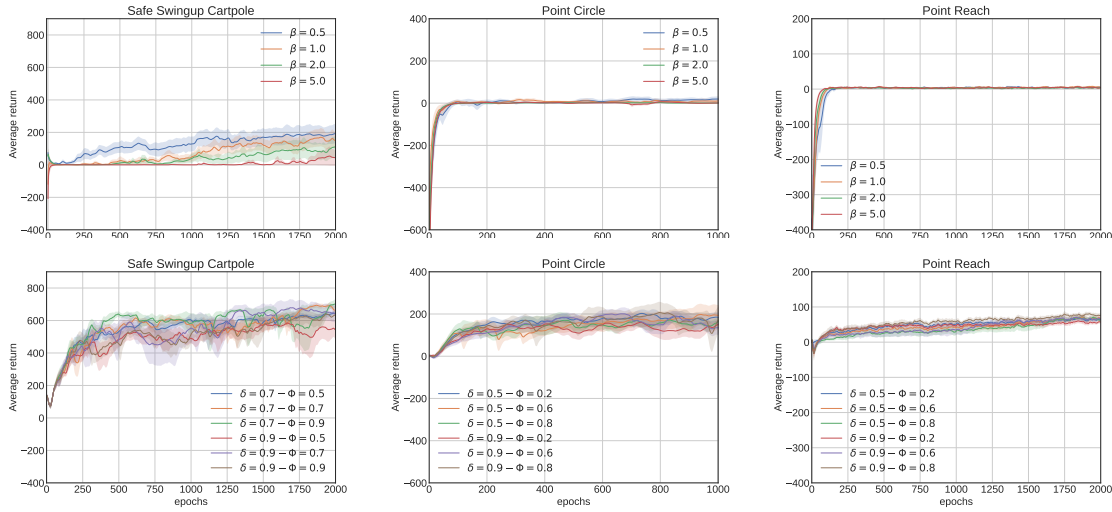 Safe Swingup Cartpole
Average return
800
600
400
200
0
−200
−400
0
250
500
750
1000
1250
1500
1750
2000
β = 0.5
β = 1.0
β = 2.0
β = 5.0
Point Circle
Average return
400
200
0
−200
−400
−600
0
200
400
600
800
1000
β = 0.5
β = 1.0
β = 2.0
β = 5.0
Point Reach
Average return
200
100
0
−100
−200
−300
−400
0
250
500
750
1000
1250
1500
1750
2000
β = 0.5
β = 1.0
β = 2.0
β = 5.0
Safe Swingup Cartpole
Average return
800
600
400
200
0
−200
−400
0
250
500
750
1000
1250
1500
1750
2000
epochs
δ = 0.7 − Φ = 0.5
δ = 0.7 − Φ = 0.7
δ = 0.7 − Φ = 0.9
δ = 0.9 − Φ = 0.5
δ = 0.9 − Φ = 0.7
δ = 0.9 − Φ = 0.9
Point Circle
Average return
400
200
0
−200
−400
−600
0
200
400
600
800
1000
epochs
δ = 0.5 − Φ = 0.2
δ = 0.5 − Φ = 0.6
δ = 0.5 − Φ = 0.8
δ = 0.9 − Φ = 0.2
δ = 0.9 − Φ = 0.6
δ = 0.9 − Φ = 0.8
Point Reach
Average return
200
100
0
−100
−200
−300
−400
0
250
500
750
1000
1250
1500
1750
2000
epochs
δ = 0.5 − Φ = 0.2
δ = 0.5 − Φ = 0.6
δ = 0.5 − Φ = 0.8
δ = 0.9 − Φ = 0.2
δ = 0.9 − Φ = 0.6
δ = 0.9 − Φ = 0.8